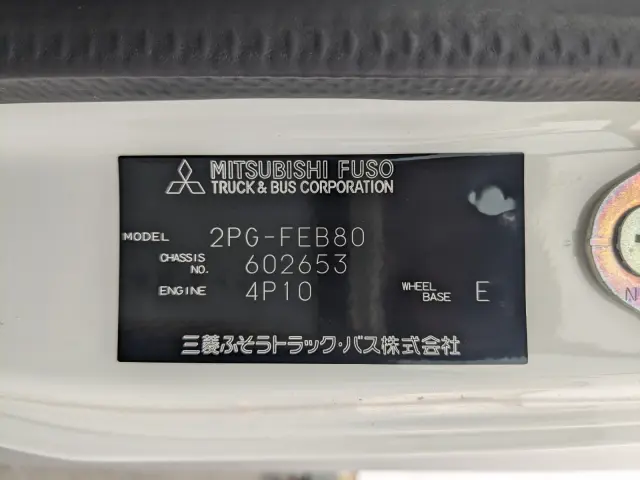 MITSUBISHI FUSO
TRUCK & BUS CORPORATION
MODEL 2PG-FEB80
CHASSIS NO. 602653
ENGINE 4P10 WHEEL BASE E
三菱ふそうトラック・バス株式会社
N